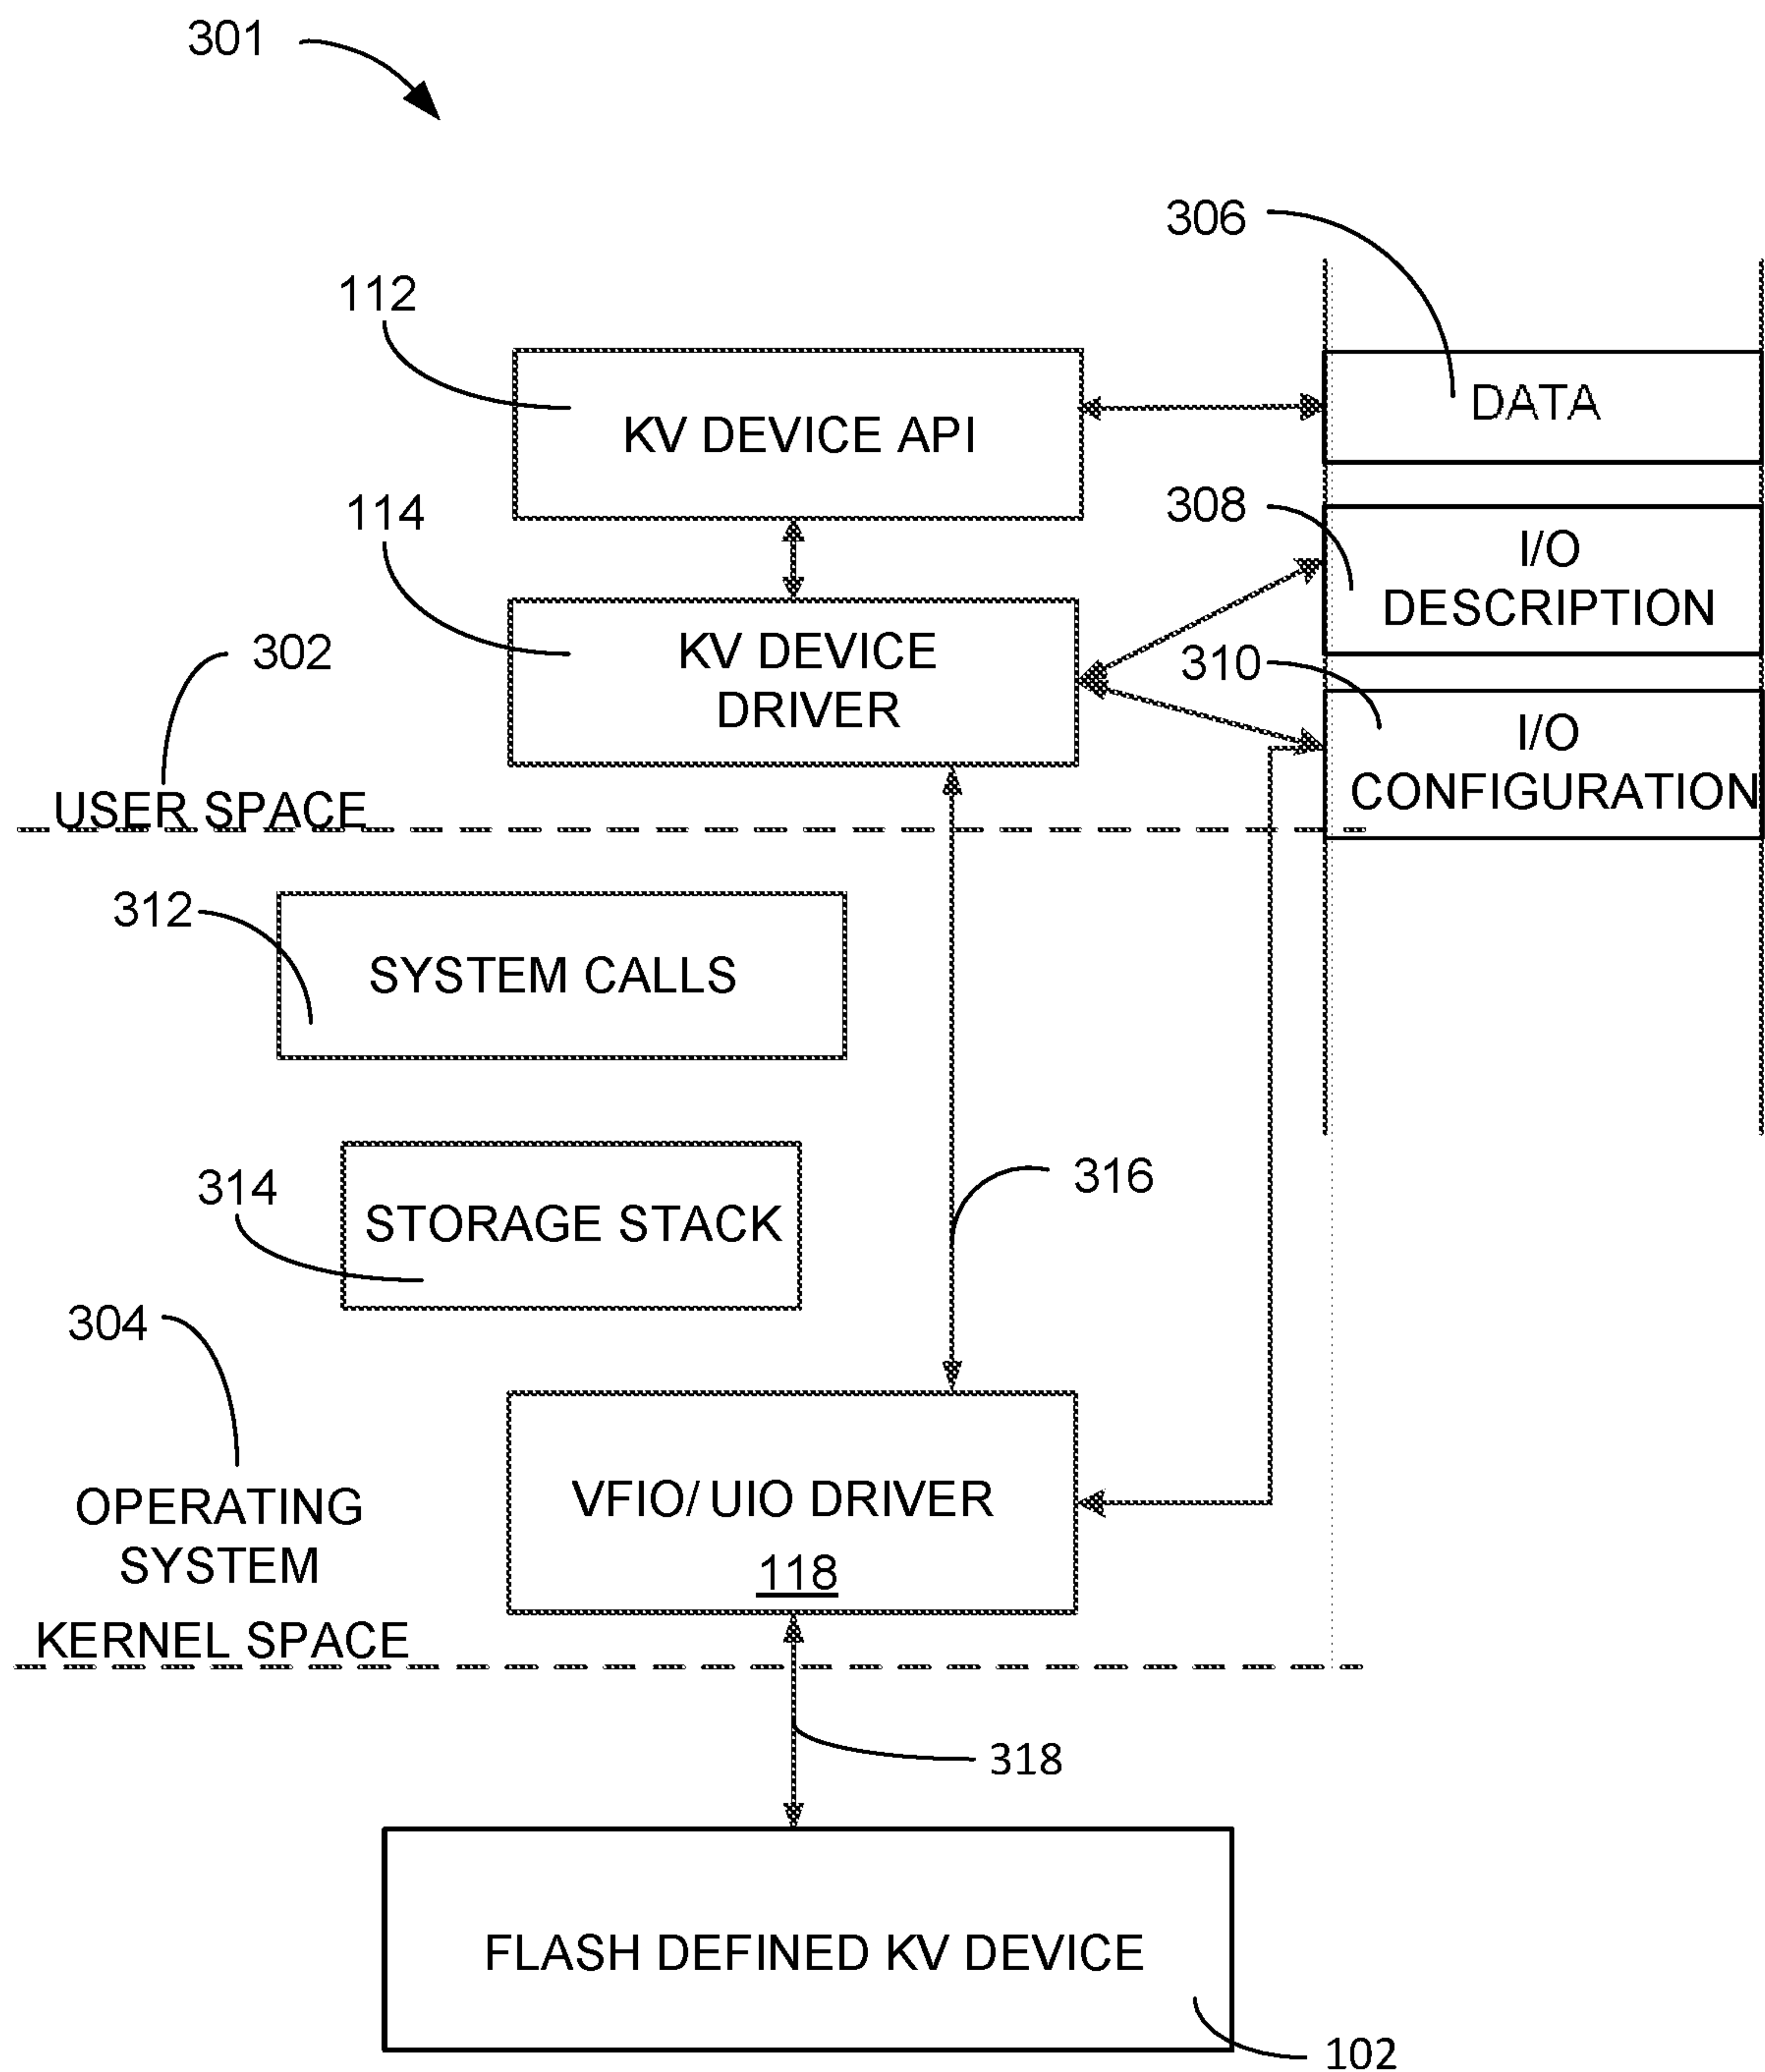 301
306
112
DATA
KV DEVICE API
114
308
I/O
DESCRIPTION
302
KV DEVICE
DRIVER
310
I/O
CONFIGURATION
USER SPACE
312
SYSTEM CALLS
314
STORAGE STACK
316
304
OPERATING
SYSTEM
KERNEL SPACE
VFIO/ UIO DRIVER
118
318
FLASH DEFINED KV DEVICE
102